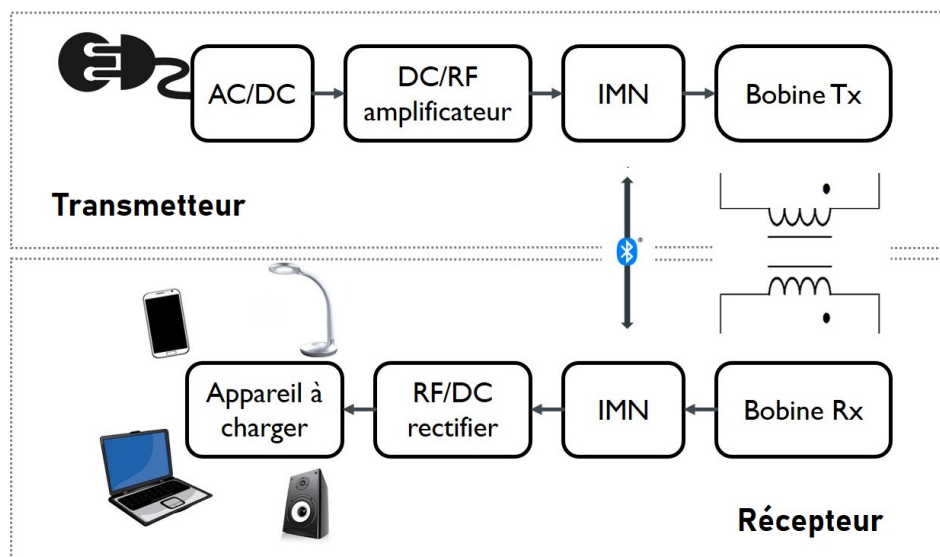 AC/DC
DC/RF
amplificateur
IMN
Bobine Tx
Transmetteur
Appareil à
charger
RF/DC
rectifier
IMN
Bobine Rx
Récepteur